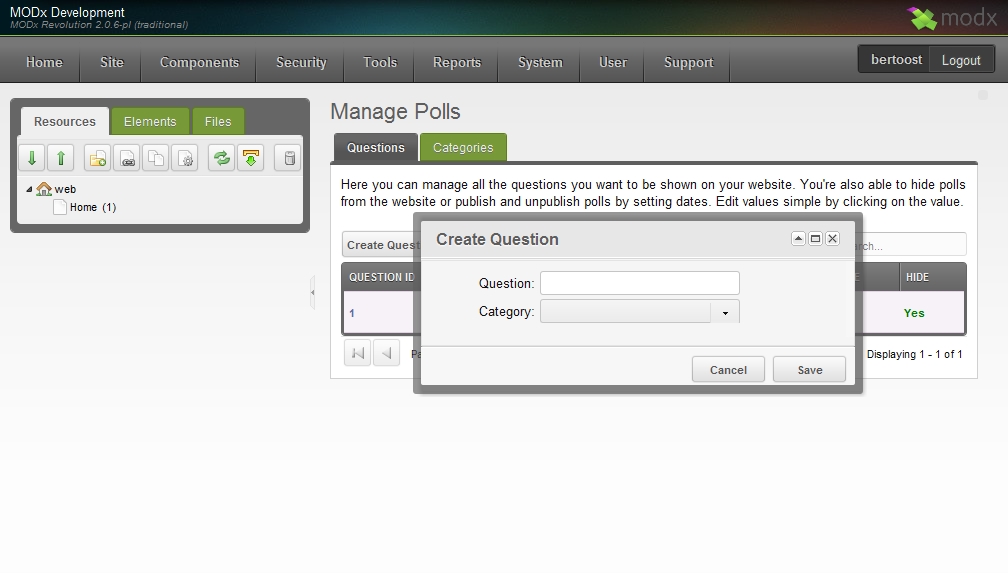 MODx Development
MODx Revolution 2.0.6-pl (traditional)
modx
Home Site Components Security Tools Reports System User Support
bertoost Logout
Resources Elements Files
web
Home (1)
Manage Polls
Questions Categories
Here you can manage all the questions you want to be shown on your website. You're also able to hide polls
from the website or publish and unpublish polls by setting dates. Edit values simple by clicking on the value.
Create Question
Question:
Category:
Cancel Save
Create Quest
rch...
QUESTION ID HIDE
1 Yes
Pa
Displaying 1 - 1 of 1